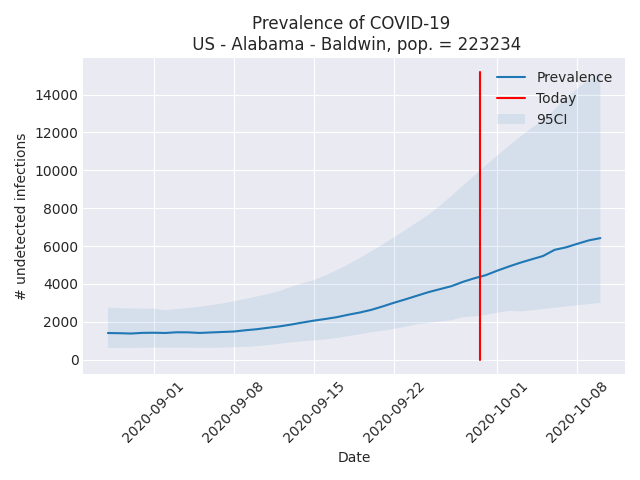 Prevalence of COVID-19
US - Alabama - Baldwin, pop. = 223234
Prevalence
Today
95CI
14000
12000
10000
8000
6000
4000
2000
0
# undetected infections
2020-09-01
2020-09-08
2020-09-15
2020-09-22
2020-10-01
2020-10-08
Date